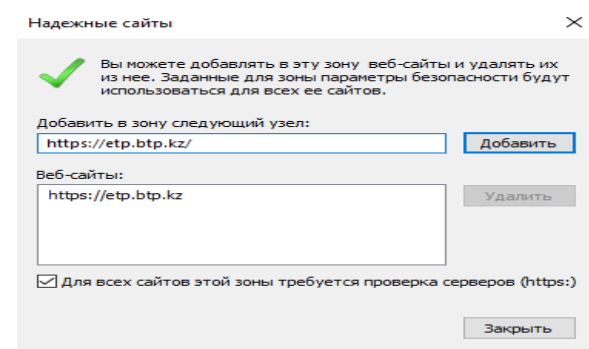 Надежные сайты
Вы можете добавлять в эту зону веб-сайты и удалять их
из нее. Заданные для зоны параметры безопасности будут
использоваться для всех ее сайтов.
Добавить в зону следующий узел:
https://etp.btp.kz/
Добавить
Веб-сайты:
https://etp.btp.kz
Удалить
Для всех сайтов этой зоны требуется проверка серверов (https:)
Закрыть